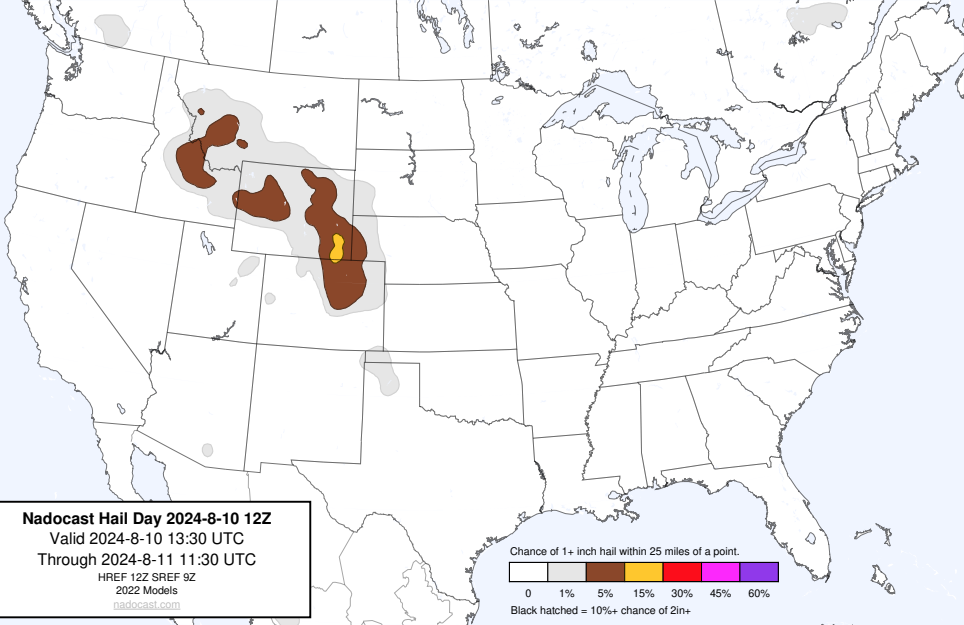 Nadocast Hail Day 2024-8-10 12Z
Valid 2024-8-10 13:30 UTC
Through 2024-8-11 11:30 UTC
HREF 12Z SREF 9Z
2022 Models
nadocast.com
Chance of 1+ inch hail within 25 miles of a point.
0 1% 5% 15% 30% 45% 60%
Black hatched = 10%+ chance of 2in+